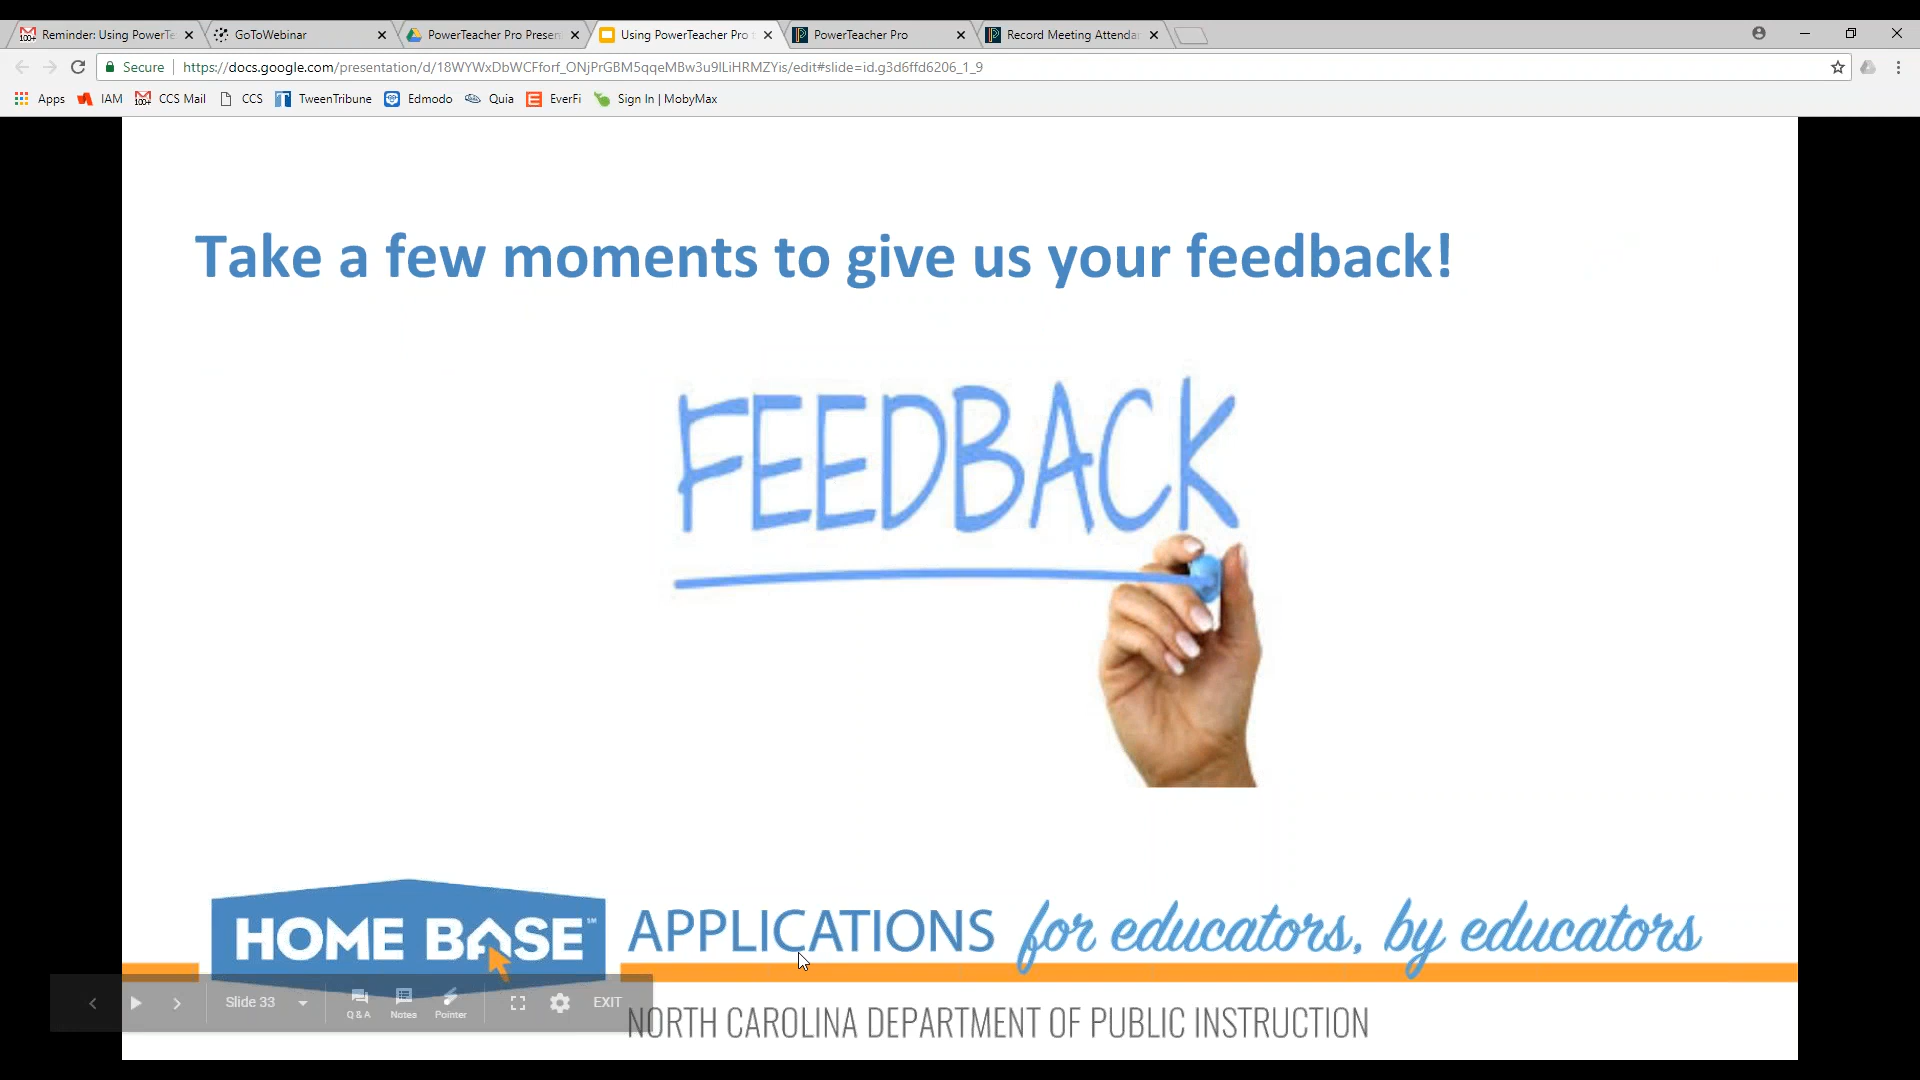 Reminder: Using PowerTe
GoToWebinar
PowerTeacher Pro Presen
Using PowerTeacher Pro
PowerTeacher Pro
Record Meeting Attenda
Secure
https://docs.google.com/presentation/d/18WYWxDbWCFforf_ONjPrGBM5qqeMBw3u9lLiHRMZYis/edit#slide=id.g3d6ffd6206_1_9
Apps IAM CCS Mail CCS TweenTribune Edmodo Quia EverFi Sign In | MobyMax
Take a few moments to give us your feedback!
FEEDBACK
HOME BASE℠ APPLICATIONS for educators, by educators
Slide 33 Q & A Notes Pointer EXIT
NORTH CAROLINA DEPARTMENT OF PUBLIC INSTRUCTION